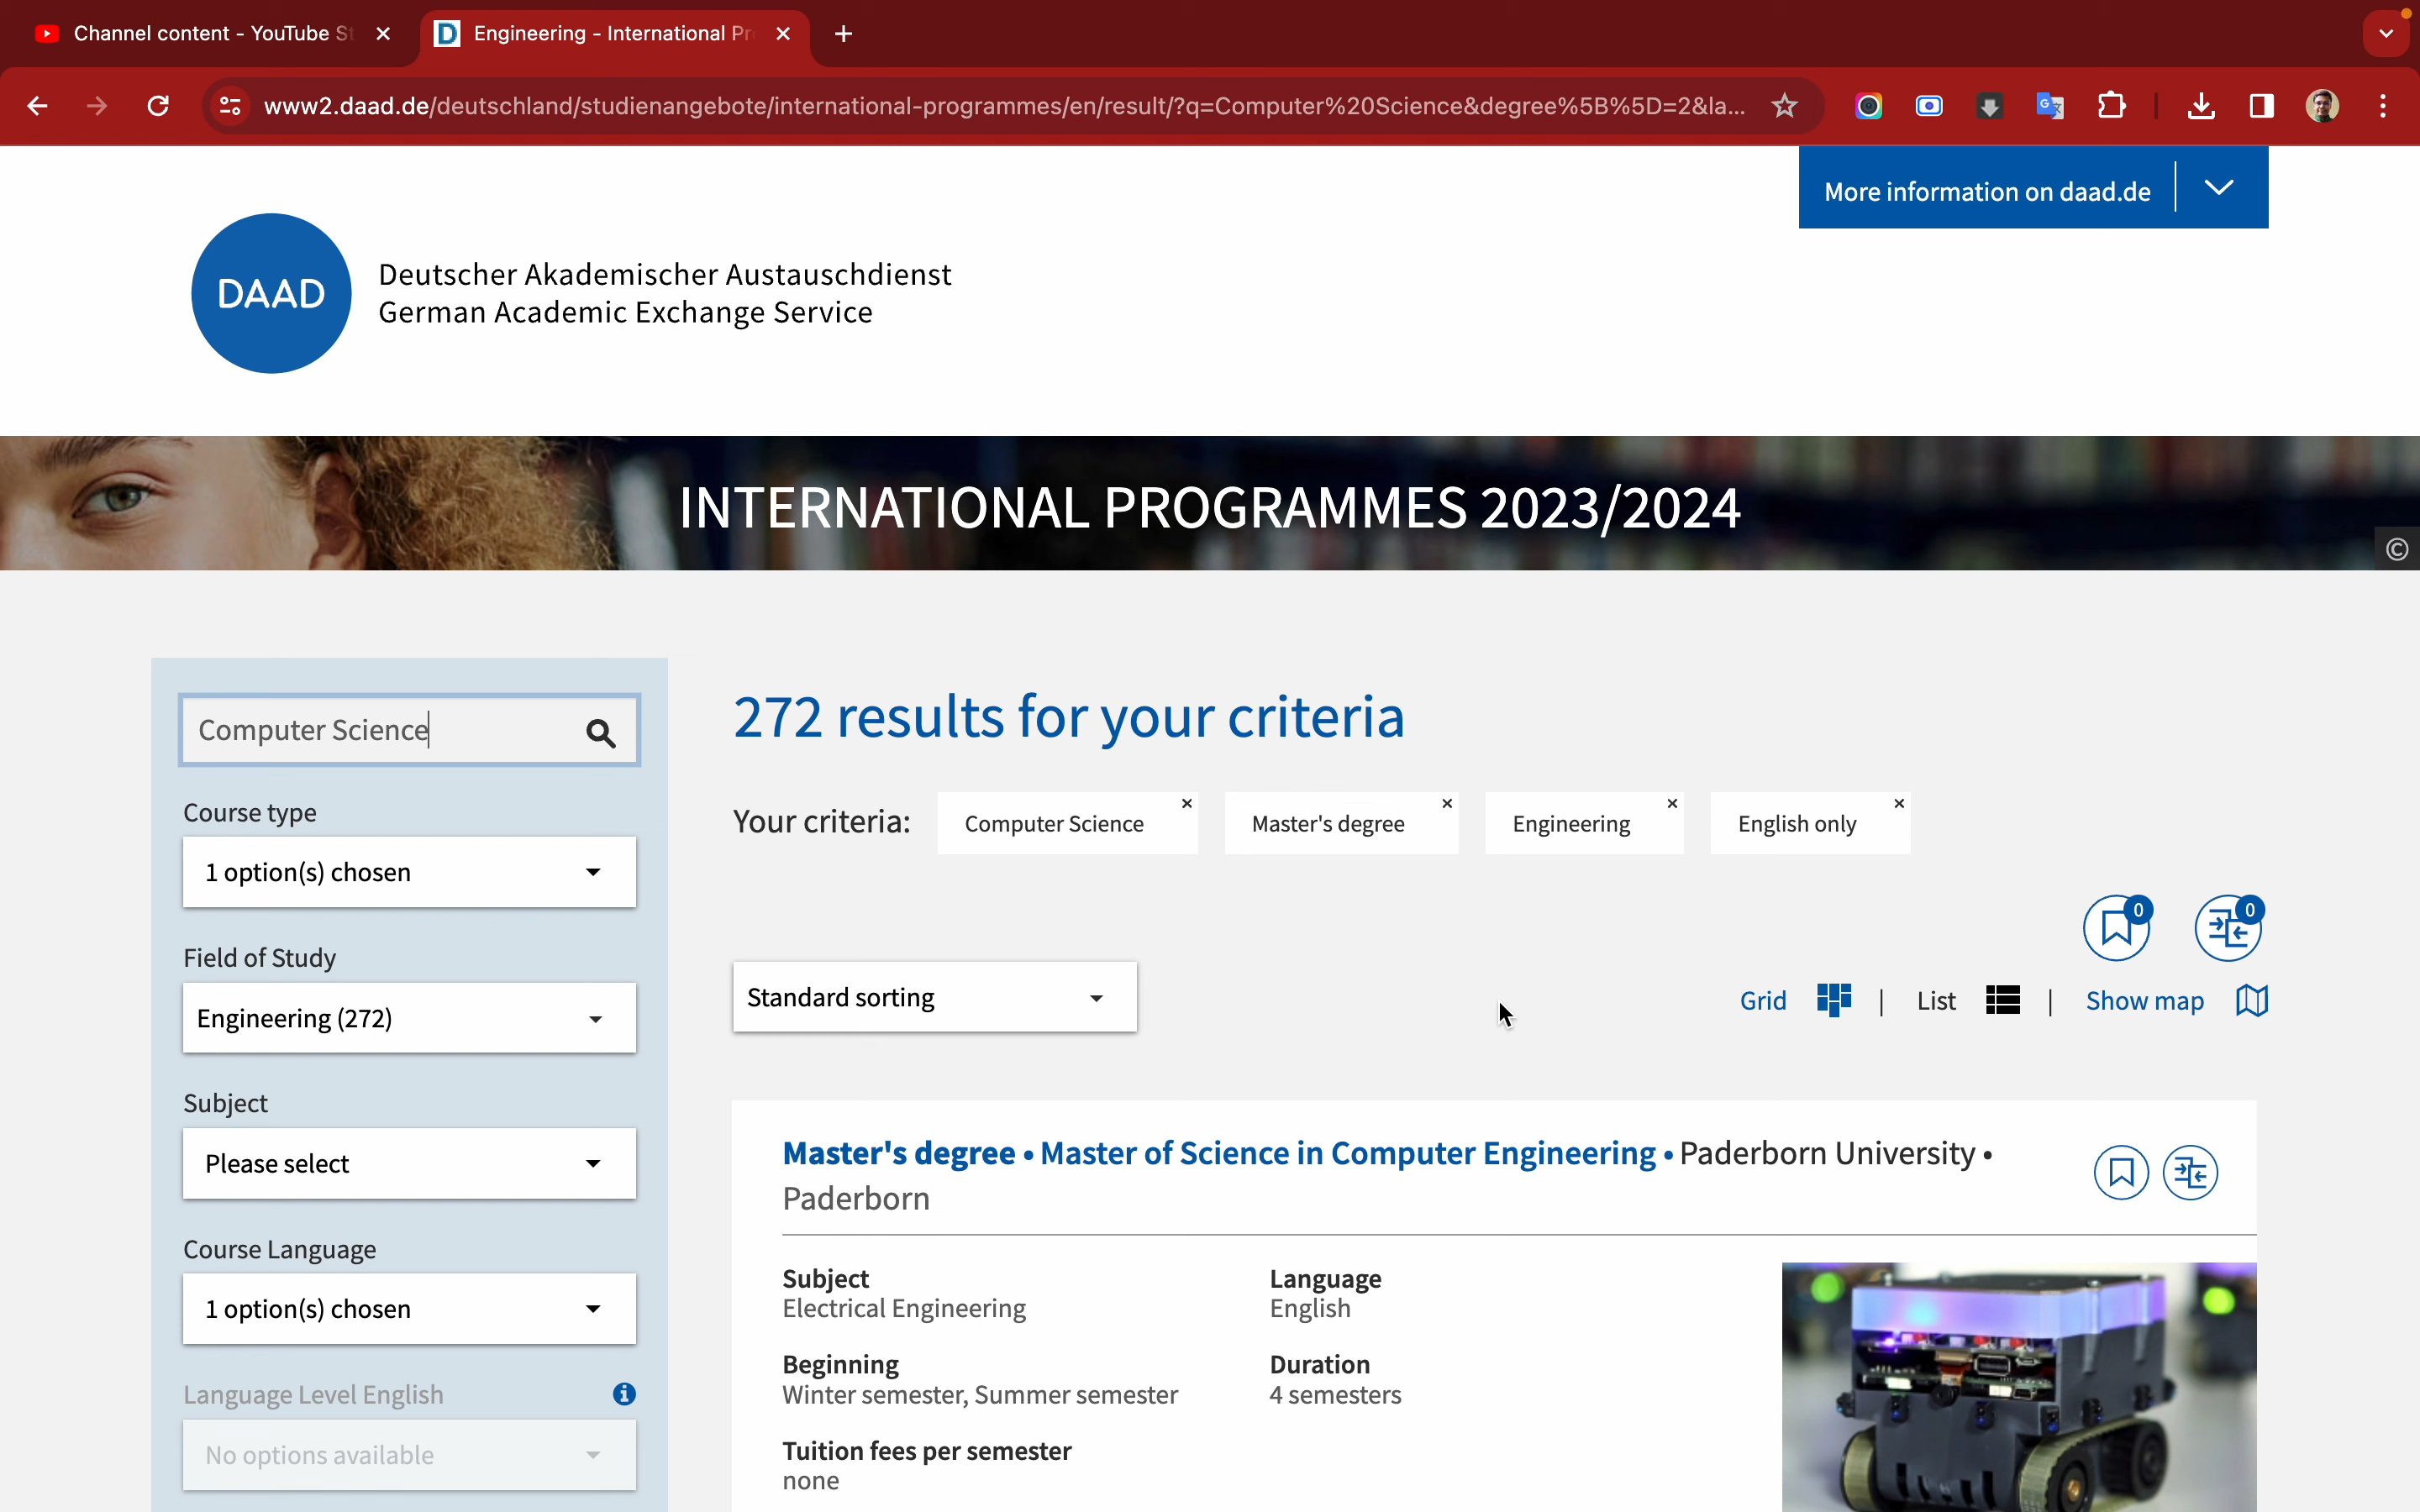 Channel content - YouTube St
Engineering - International Pr
www2.daad.de/deutschland/studienangebote/international-programmes/en/result/?q=Computer%20Science&degree%5B%5D=2&la...
More information on daad.de
DAAD
Deutscher Akademischer Austauschdienst
German Academic Exchange Service
INTERNATIONAL PROGRAMMES 2023/2024
©
Computer Science
Course type
1 option(s) chosen
Field of Study
Engineering (272)
Subject
Please select
Course Language
1 option(s) chosen
Language Level English
No options available
272 results for your criteria
Your criteria: Computer Science Master's degree Engineering English only
0 0
Standard sorting
Grid | List | Show map
Master's degree • Master of Science in Computer Engineering • Paderborn University •
Paderborn
Subject
Electrical Engineering
Language
English
Beginning
Winter semester, Summer semester
Duration
4 semesters
Tuition fees per semester
none